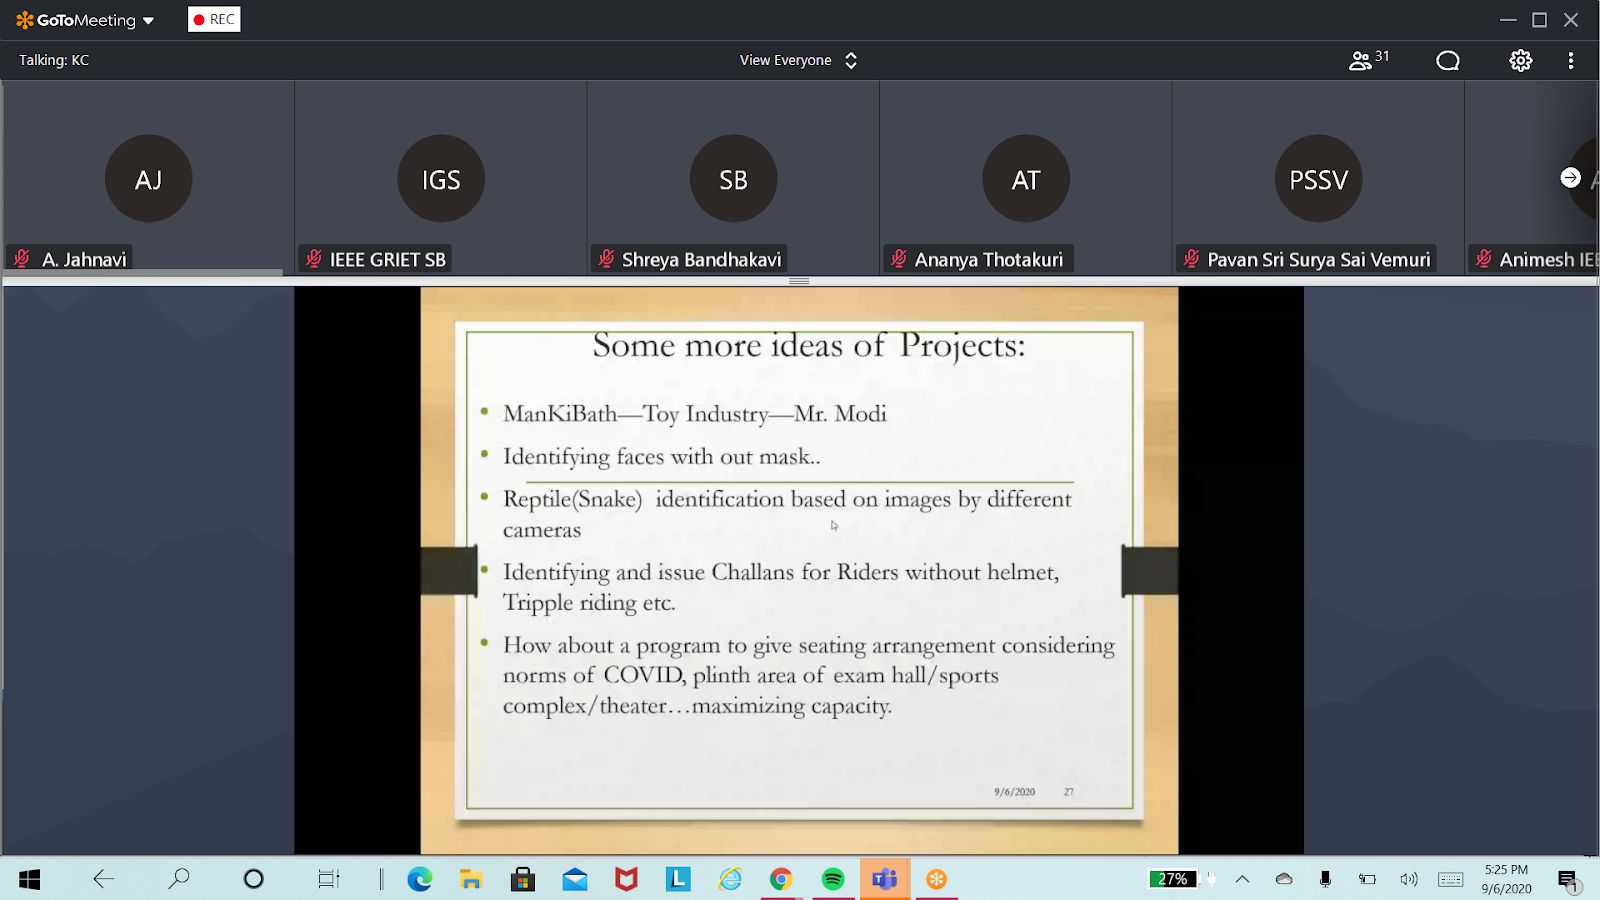 GoToMeeting
REC
Talking: KC
View Everyone
31
AJ
IGS
SB
AT
PSSV
A. Jahnavi
IEEE GRIET SB
Shreya Bandhakavi
Ananya Thotakuri
Pavan Sri Surya Sai Vemuri
Animesh IEE
Some more ideas of Projects:
• ManKiBath—Toy Industry—Mr. Modi
• Identifying faces with out mask..
• Reptile(Snake) identification based on images by different
cameras
• Identifying and issue Challans for Riders without helmet,
Tripple riding etc.
• How about a program to give seating arrangement considering
norms of COVID, plinth area of exam hall/sports
complex/theater…maximizing capacity.
9/6/2020 27
L
27%
5:25 PM
9/6/2020
1